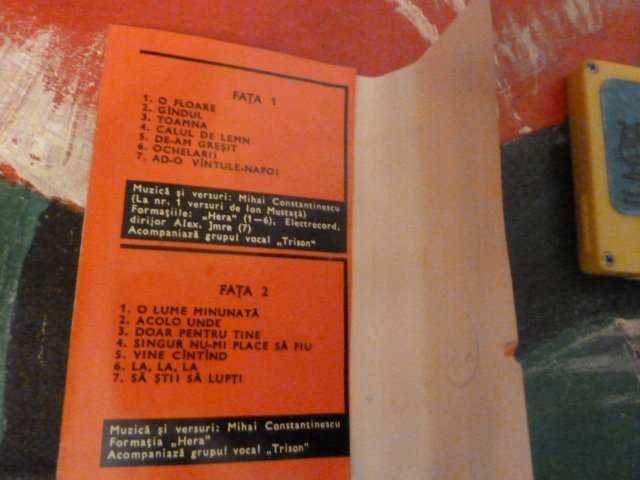 FAȚA 1
1. O FLOARE
2. GÎNDUL
3. TOAMNA
4. CALUL DE LEMN
5. DE-AM GREȘIT
6. OCHELARII
7. AD-O VÎNTULE-NAPOI
Muzică și versuri: Mihai Constantinescu
(La nr. 1 versuri de Ion Mustață)
Formațiile: „Hera" (1—6), Electrecord,
dirijor Alex. Jmre (7)
Acompaniază grupul vocal „Trison"
FAȚA 2
1. O LUME MINUNATĂ
2. ACOLO UNDE
3. DOAR PENTRU TINE
4. SINGUR NU-MI PLACE SĂ FIU
5. VINE CÎNTÎND
6. LA, LA, LA
7. SĂ ȘTII SĂ LUPȚI
Muzică și versuri: Mihai Constantinescu
Formația „Hera"
Acompaniază grupul vocal „Trison"